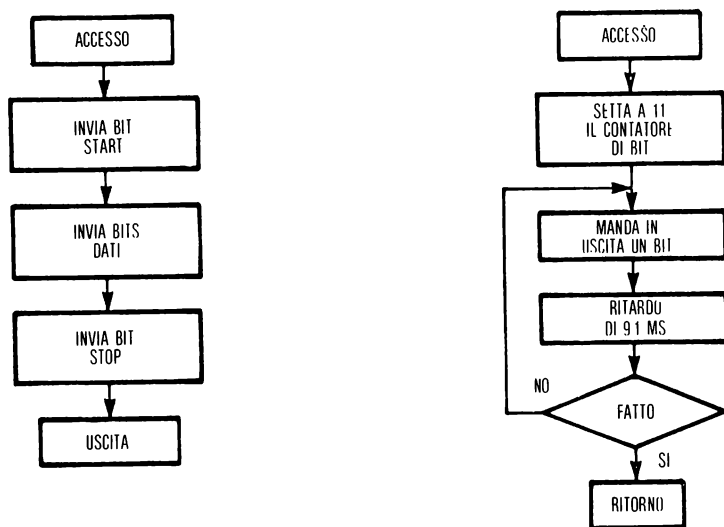 ACCESSO
INVIA BIT
START
INVIA BITS
DATI
INVIA BIT
STOP
USCITA
ACCESSO
SETTA A 11
IL CONTATORE
DI BIT
MANDA IN
USCITA UN BIT
RITARDO
DI 9.1 MS
FATTO
NO
SI
RITORNO